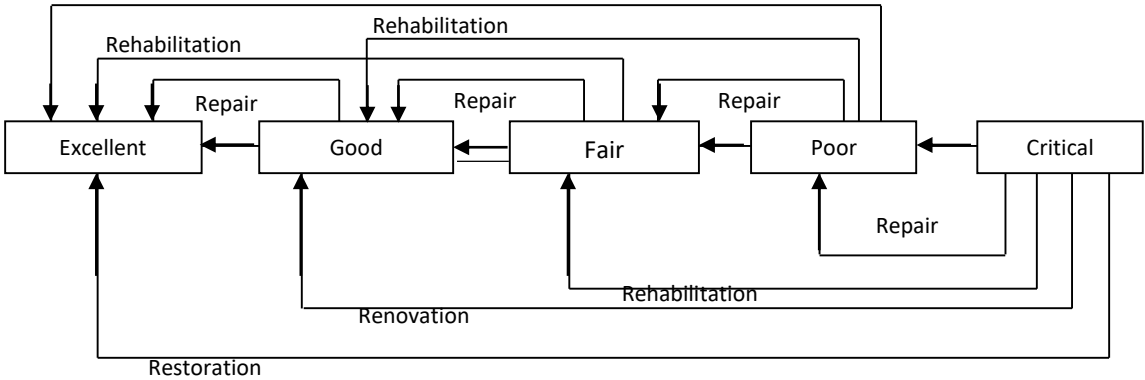 Rehabilitation
Rehabilitation
Repair
Repair
Repair
Excellent
Good
Fair
Poor
Critical
Repair
Rehabilitation
Renovation
Restoration